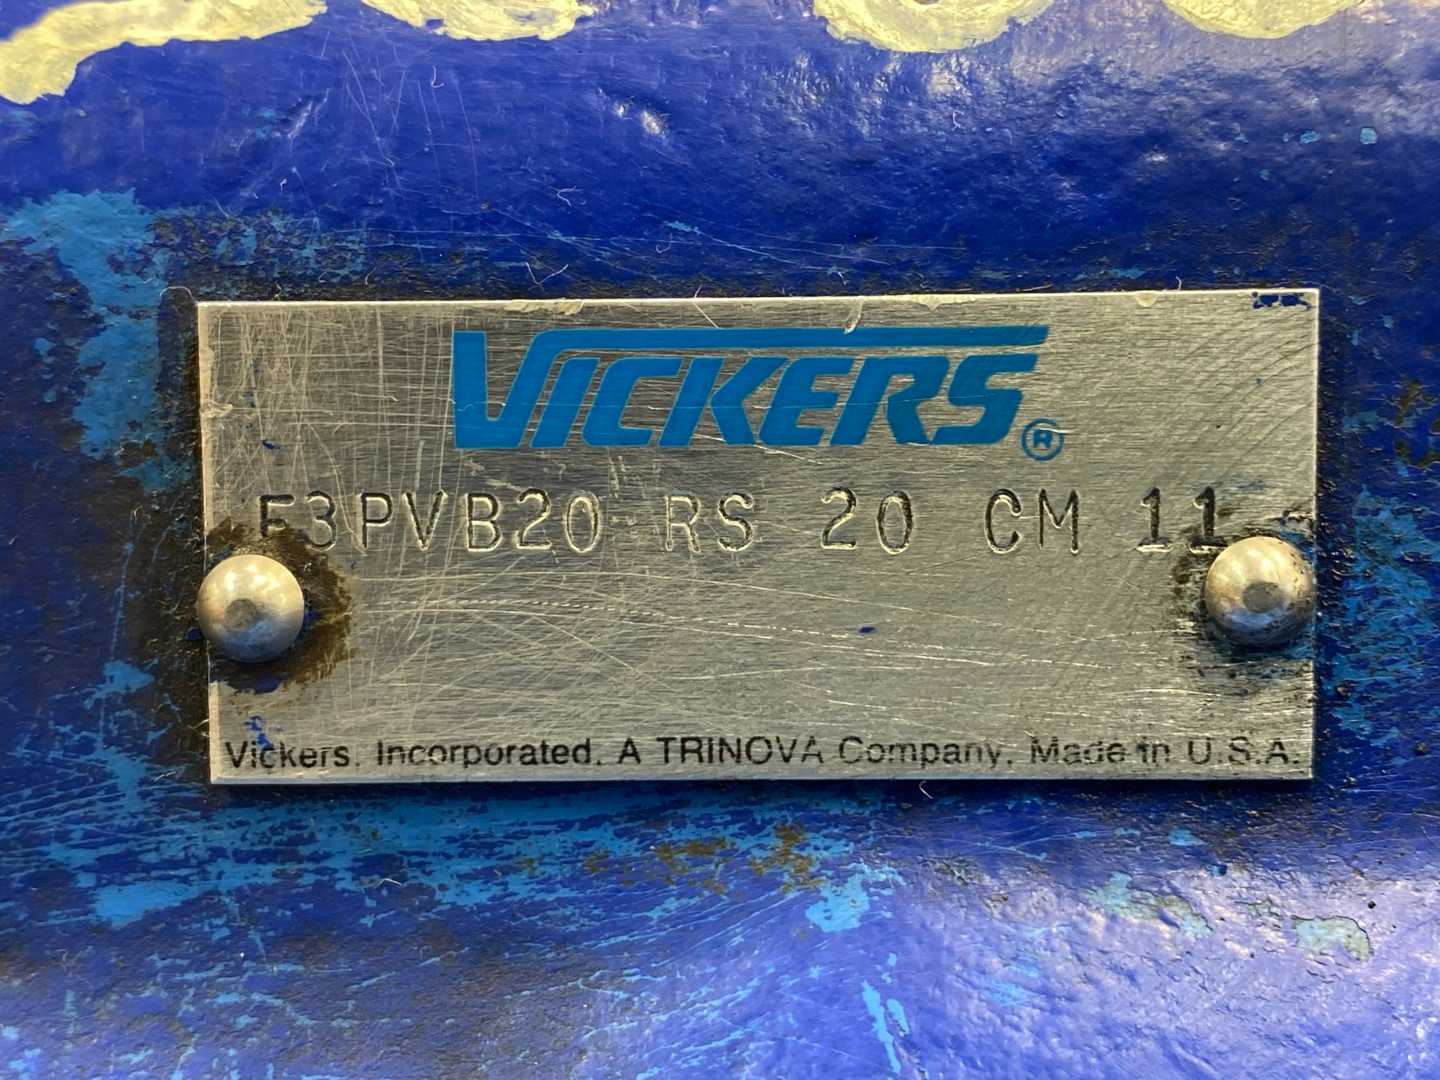 VICKERS®
F3PVB20 RS 20 CM 11
Vickers, Incorporated, A TRINOVA Company, Made in U.S.A.